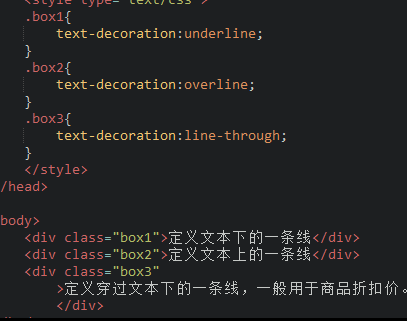 <style type="text/css">
.box1{
text-decoration:underline;
}
.box2{
text-decoration:overline;
}
.box3{
text-decoration:line-through;
}
</style>
/head>
body>
<div class="box1">定义文本下的一条线</div>
<div class="box2">定义文本上的一条线</div>
<div class="box3"
>定义穿过文本下的一条线，一般用于商品折扣价。
</div>